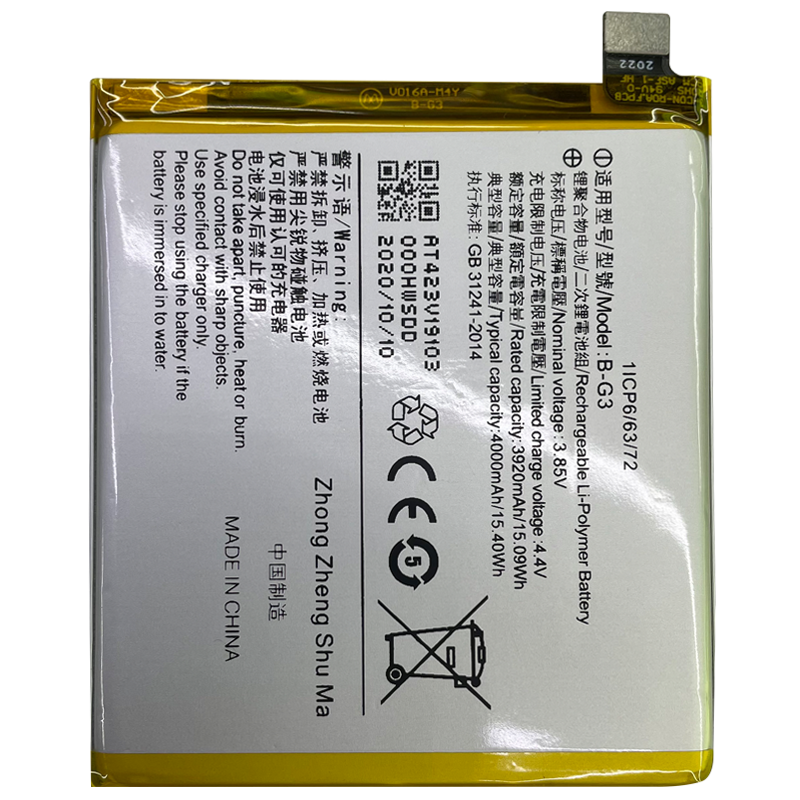 1ICP6/63/72
适用型号/型號/Model : B-G3
锂聚合物电池/二次鋰電池組/Rechargeable Li-Polymer Battery
标称电压/標稱電壓/Nominal voltage : 3.85V
充电限制电压/充電限制電壓/Limited charge voltage : 4.4V
额定容量/額定電容量/Rated capacity:3920mAh/15.09Wh
典型容量/典型容量/Typical capacity:4000mAh/15.40Wh
执行标准: GB 31241-2014
AT423V19103
000HWSDD
2020/10/10
5
警示语/Warning:
严禁拆卸、挤压、加热或燃烧电池
严禁用尖锐物碰触电池
仅可使用认可的充电器
电池浸水后禁止使用
Do not take apart, puncture, heat or burn.
Avoid contact with sharp objects.
Use specified charger only.
Please stop using the battery
battery is immersed in to water.
Zhong Zheng Shu Ma
中国制造
MADE IN CHINA
V016A-M4Y
B-G3
2022
94V-0